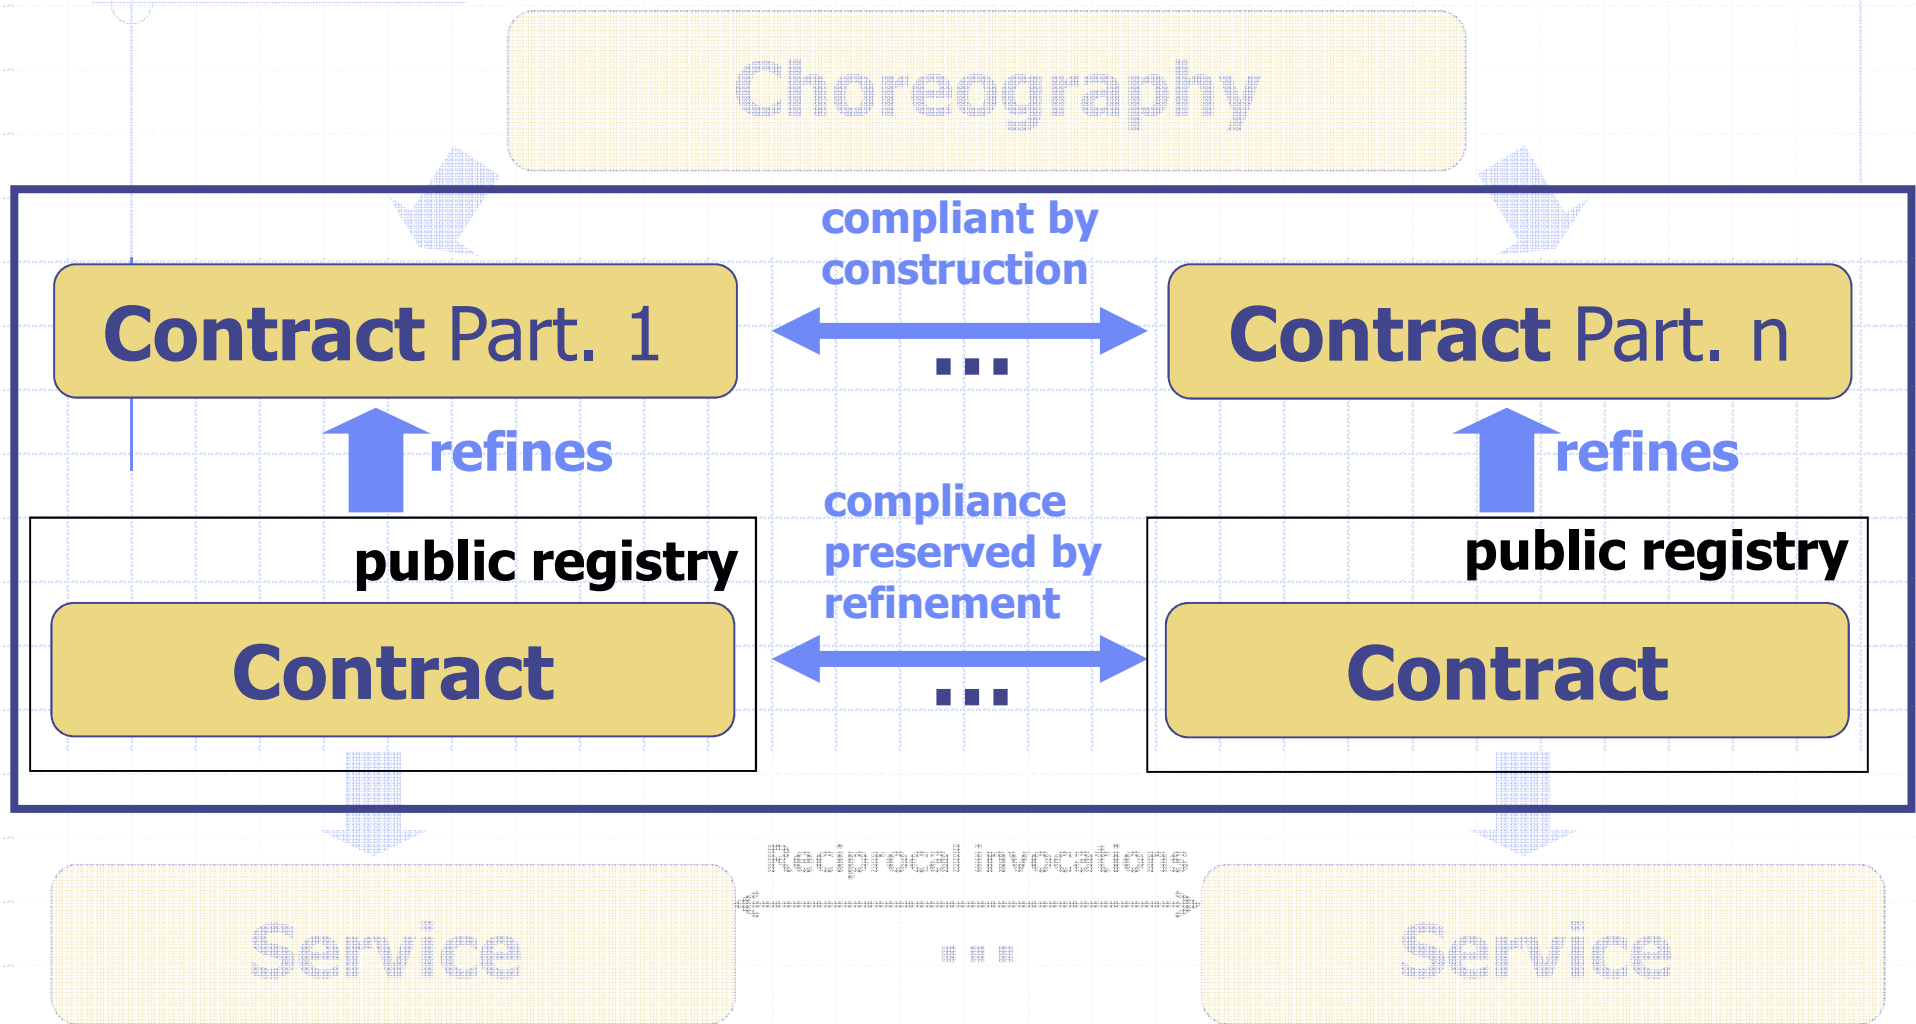 Choreography
compliant by
construction
Contract Part. 1
...
Contract Part. n
refines
refines
compliance
preserved by
refinement
public registry
public registry
Contract
...
Contract
Reciprocal invocations
Service
...
Service